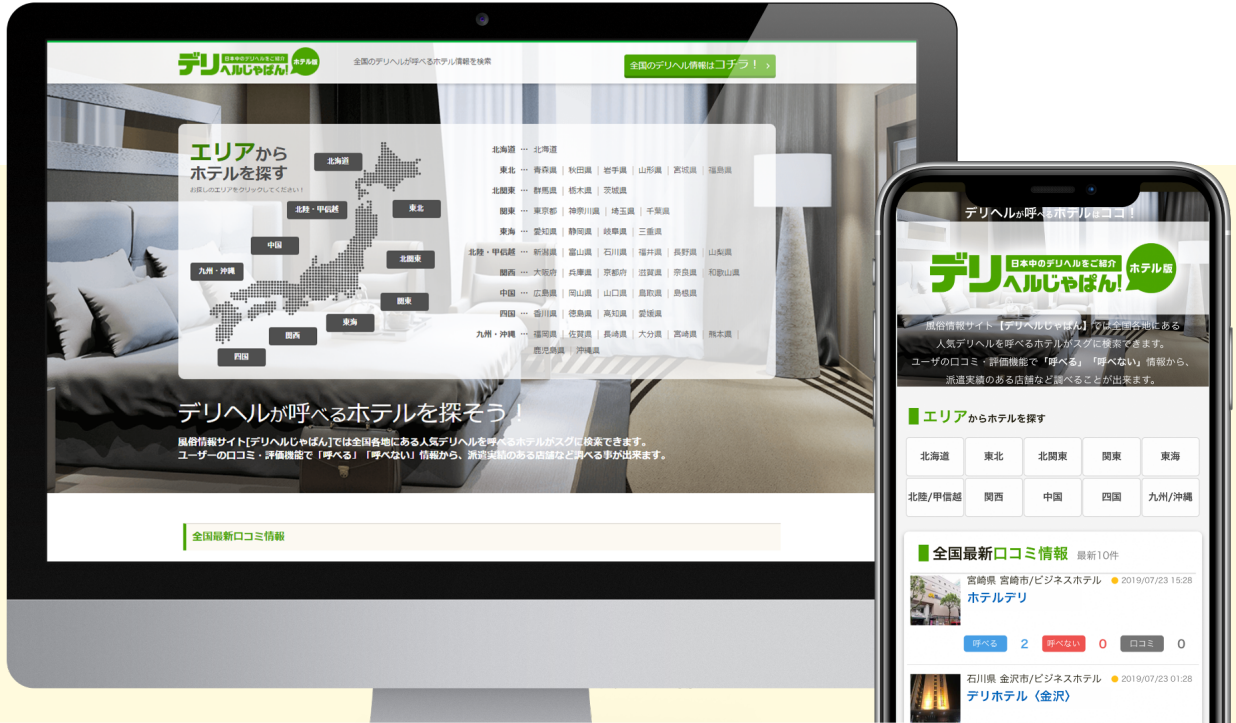 デリ
日本中のデリヘルをご紹介
ヘルじゃぱん!
ホテル版
全国のデリヘルが呼べるホテル情報を検索
全国のデリヘル情報はコチラ！ ›
エリアから
ホテルを探す
お探しのエリアをクリックしてください！
北海道
北陸・甲信越
東北
中国
北関東
九州・沖縄
関東
東海
関西
四国
北海道 … 北海道
東北 … 青森県 | 秋田県 | 岩手県 | 山形県 | 宮城県 | 福島県
北関東 … 群馬県 | 栃木県 | 茨城県
関東 … 東京都 | 神奈川県 | 埼玉県 | 千葉県
東海 … 愛知県 | 静岡県 | 岐阜県 | 三重県
北陸・甲信越 … 新潟県 | 富山県 | 石川県 | 福井県 | 長野県 | 山梨県
関西 … 大阪府 | 兵庫県 | 京都府 | 滋賀県 | 奈良県 | 和歌山県
中国 … 広島県 | 岡山県 | 山口県 | 鳥取県 | 島根県
四国 … 香川県 | 徳島県 | 高知県 | 愛媛県
九州・沖縄 … 福岡県 | 佐賀県 | 長崎県 | 大分県 | 宮崎県 | 熊本県 |
鹿児島県 | 沖縄県
デリヘルが呼べるホテルを探そう！
風俗情報サイト[デリヘルじゃぱん]では全国各地にある人気デリヘルを呼べるホテルがスグに検索できます。
ユーザーの口コミ・評価機能で「呼べる」「呼べない」情報から、派遣実績のある店舗など調べる事が出来ます。
全国最新口コミ情報
デリヘルが呼べるホテルはココ！
デリ
日本中のデリヘルをご紹介
ヘルじゃぱん!
ホテル版
風俗情報サイト【デリヘルじゃぱん】では全国各地にある
人気デリヘルを呼べるホテルがスグに検索できます。
ユーザの口コミ・評価機能で「呼べる」「呼べない」情報から、
派遣実績のある店舗など調べることが出来ます。
エリアからホテルを探す
北海道 東北 北関東 関東 東海
北陸/甲信越 関西 中国 四国 九州/沖縄
全国最新口コミ情報 最新10件
宮崎県 宮崎市/ビジネスホテル 2019/07/23 15:28
ホテルデリ
呼べる 2 呼べない 0 口コミ 0
石川県 金沢市/ビジネスホテル 2019/07/23 01:28
デリホテル〈金沢〉